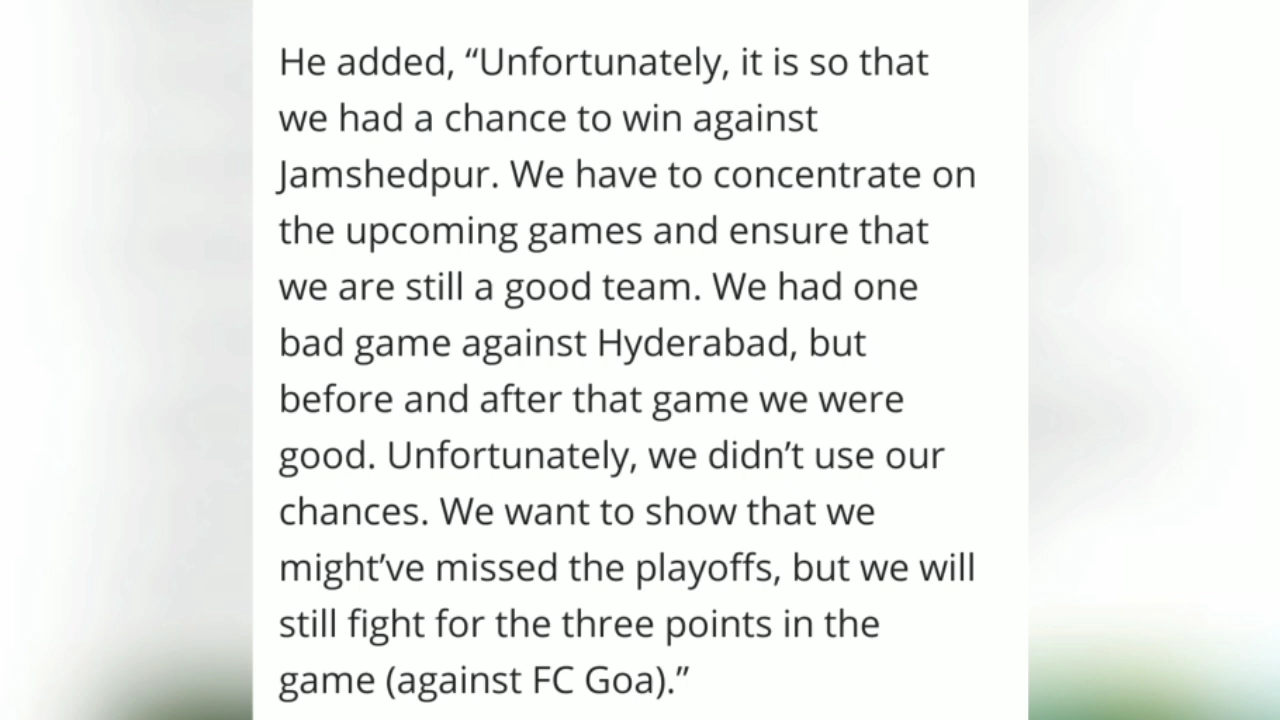 He added, “Unfortunately, it is so that
we had a chance to win against
Jamshedpur. We have to concentrate on
the upcoming games and ensure that
we are still a good team. We had one
bad game against Hyderabad, but
before and after that game we were
good. Unfortunately, we didn’t use our
chances. We want to show that we
might’ve missed the playoffs, but we will
still fight for the three points in the
game (against FC Goa).”